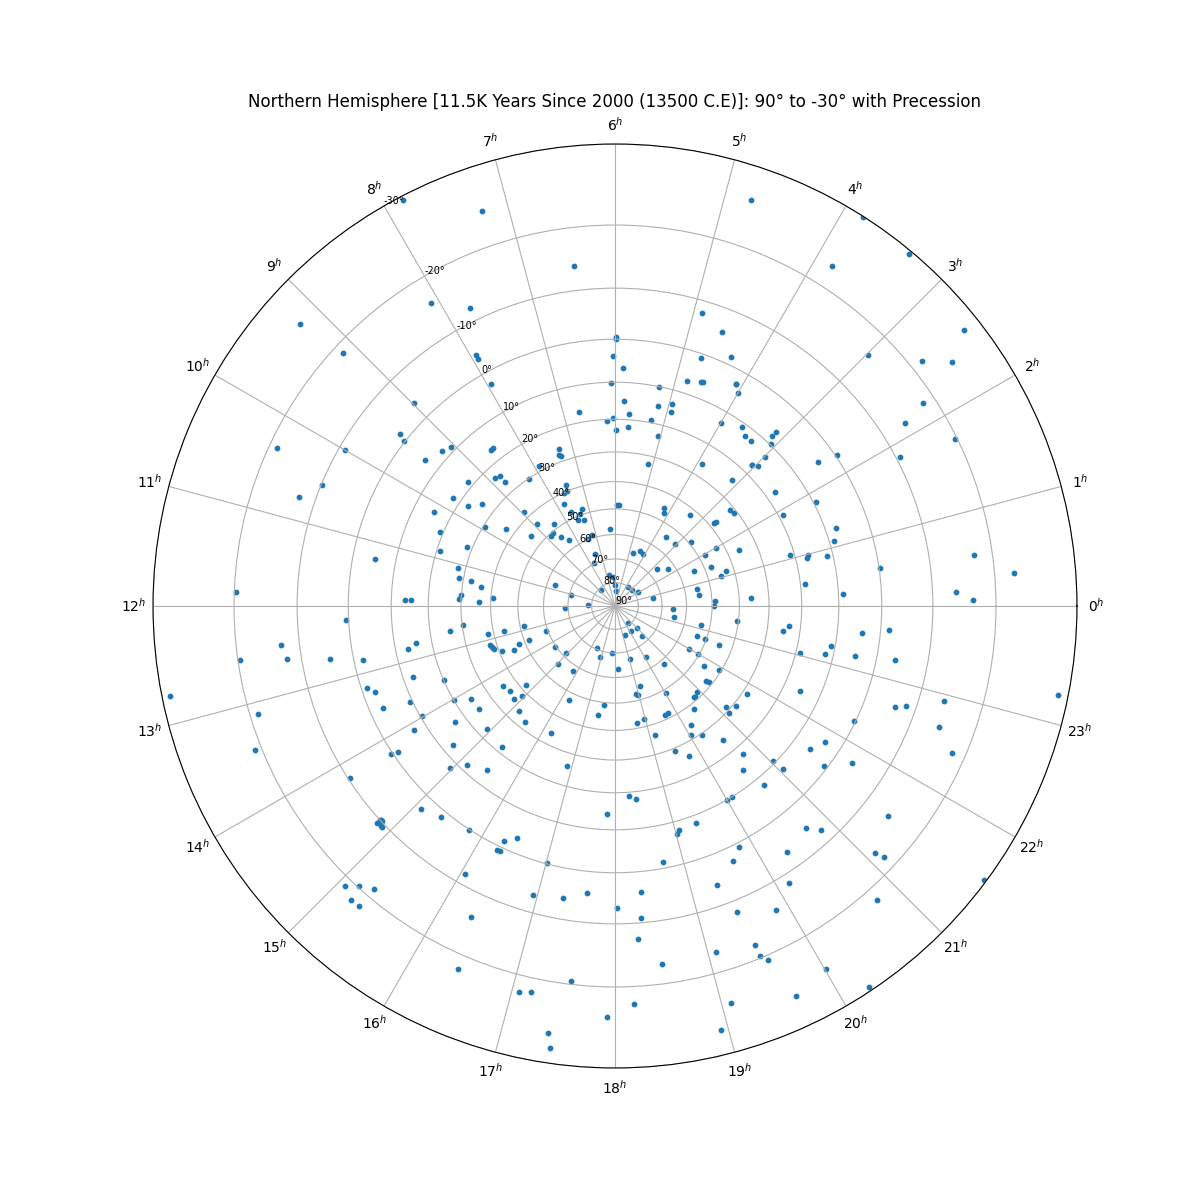 Northern Hemisphere [11.5K Years Since 2000 (13500 C.E)]: 90° to -30° with Precession
6ʰ
7ʰ
5ʰ
8ʰ
4ʰ
-30°
9ʰ
3ʰ
-20°
-10°
10ʰ
2ʰ
0°
10°
20°
30°
11ʰ
1ʰ
40°
50°
60°
70°
80°
90°
12ʰ
0ʰ
13ʰ
23ʰ
14ʰ
22ʰ
15ʰ
21ʰ
16ʰ
20ʰ
17ʰ
19ʰ
18ʰ